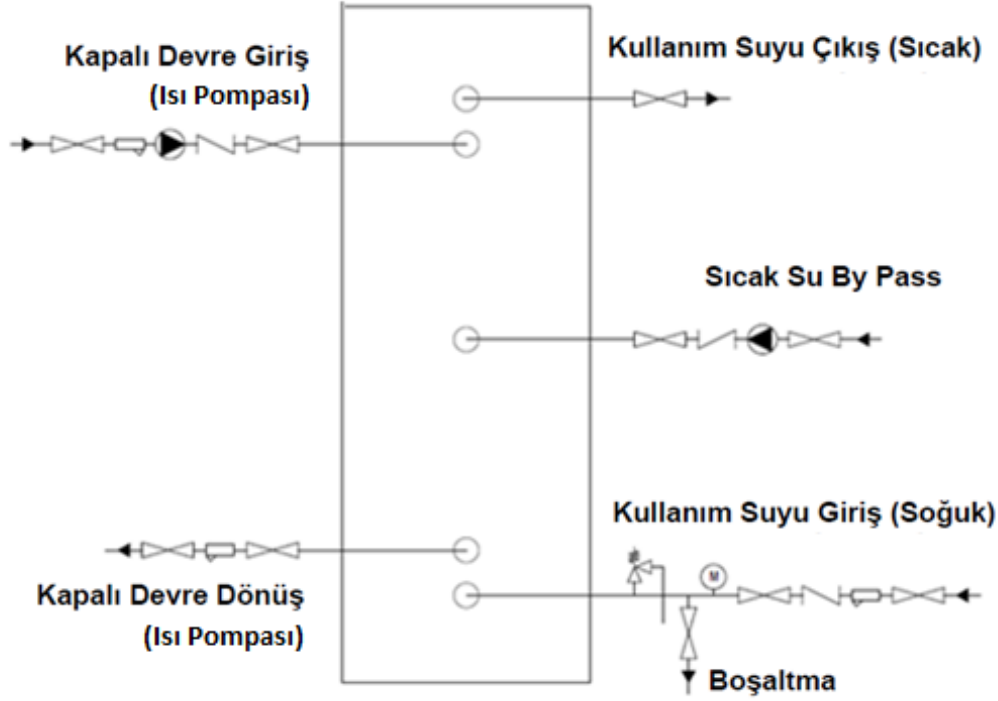 Kapalı Devre Giriş
(Isı Pompası)
Kullanım Suyu Çıkış (Sıcak)
Sıcak Su By Pass
Kullanım Suyu Giriş (Soğuk)
M
Kapalı Devre Dönüş
(Isı Pompası)
Boşaltma